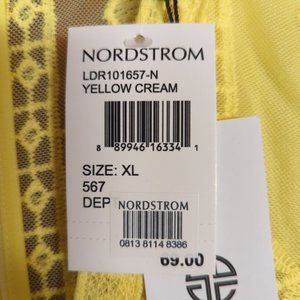 NORDSTROM
LDR101657-N
YELLOW CREAM
8 89946 16334 1
SIZE: XL
567
DEP
NORDSTROM
0813 8114 8386
69.00